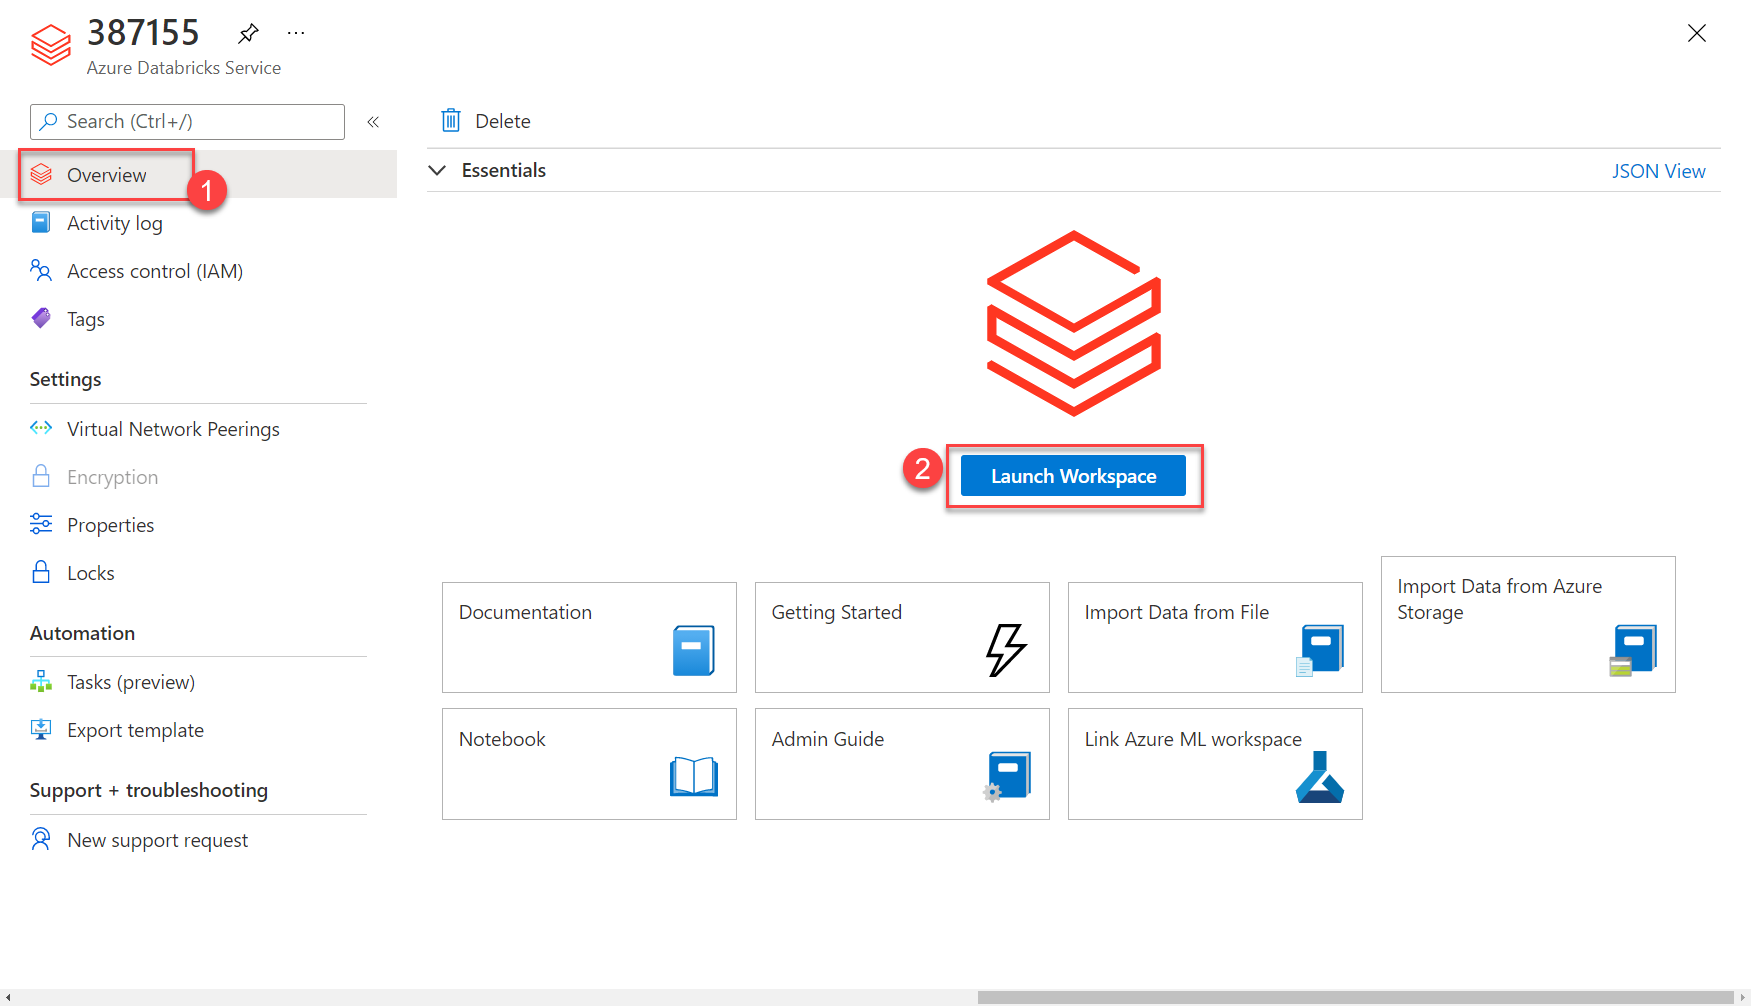 387155
...
Azure Databricks Service
Search (Ctrl+/)
«
Delete
Overview
1
Essentials
JSON View
Activity log
Access control (IAM)
Tags
Settings
Virtual Network Peerings
Encryption
Properties
Locks
Automation
Tasks (preview)
Export template
Support + troubleshooting
New support request
2
Launch Workspace
Documentation
Getting Started
Import Data from File
Import Data from Azure
Storage
Notebook
Admin Guide
Link Azure ML workspace